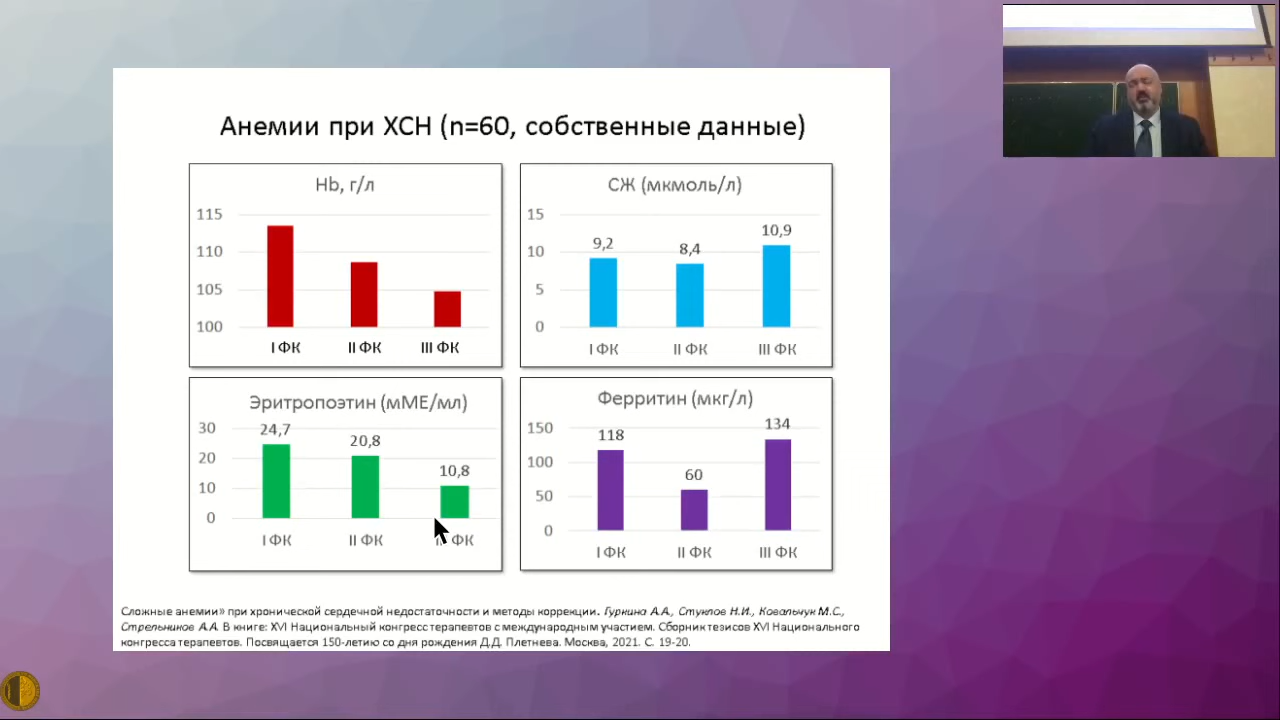 Анемии при ХСН (n=60, собственные данные)
Hb, г/л
115
110
105
100
I ФК II ФК III ФК
СЖ (мкмоль/л)
15
10
5
0
9,2 8,4 10,9
I ФК II ФК III ФК
Эритропоэтин (мМЕ/мл)
30
20
10
0
24,7 20,8 10,8
I ФК II ФК ФК
Ферритин (мкг/л)
150
100
50
0
118 60 134
I ФК II ФК III ФК
Сложные анемии» при хронической сердечной недостаточности и методы коррекции. Гуркина А.А., Стуклов Н.И., Ковальчук М.С.,
Стрельников А.А. В книге: XVI Национальный конгресс терапевтов с международным участием. Сборник тезисов XVI Национального
конгресса терапевтов. Посвящается 150-летию со дня рождения Д.Д. Плетнева. Москва, 2021. С. 19-20.